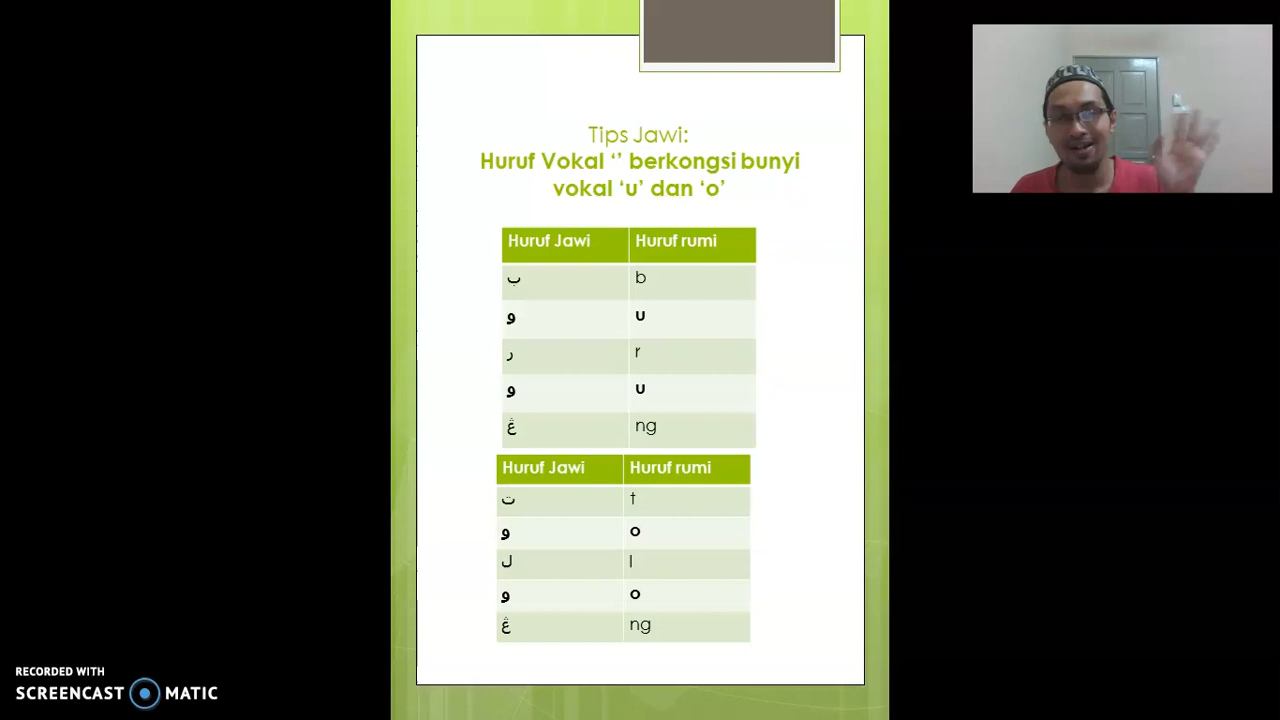 Tips Jawi:
Huruf Vokal ‘’ berkongsi bunyi
vokal ‘u’ dan ‘o’
Huruf Jawi Huruf rumi
ب b
و u
ر r
و u
ڠ ng
Huruf Jawi Huruf rumi
ت t
و o
ل l
و o
ڠ ng
RECORDED WITH
SCREENCAST MATIC